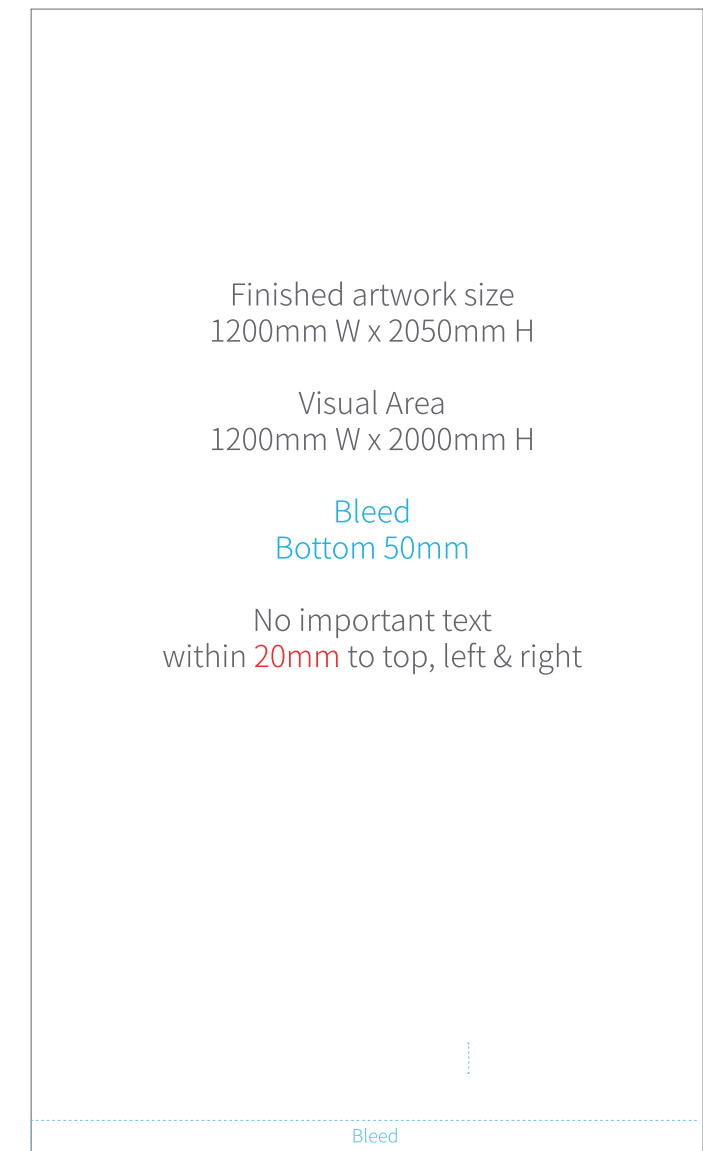 Finished artwork size
1200mm W x 2050mm H
Visual Area
1200mm W x 2000mm H
Bleed
Bottom 50mm
No important text
within 20mm to top, left & right
Bleed